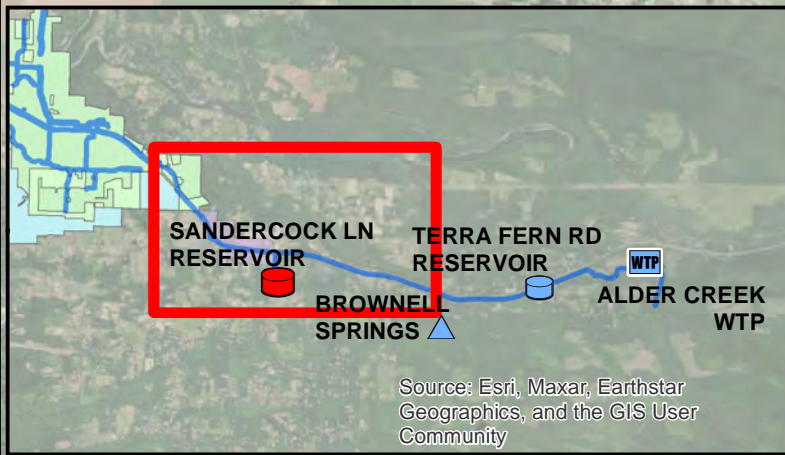 SANDERCOCK LN
RESERVOIR
TERRA FERN RD
RESERVOIR
WTP
BROWNELL
SPRINGS
ALDER CREEK
WTP
Source: Esri, Maxar, Earthstar
Geographics, and the GIS User
Community